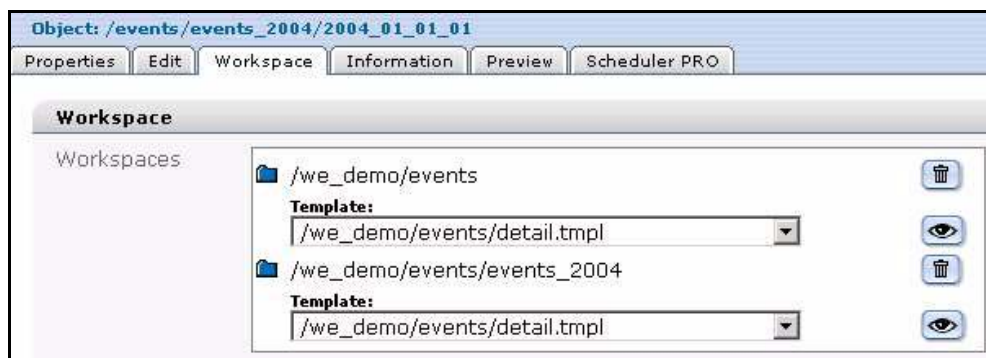 Object: /events/events_2004/2004_01_01_01
Properties Edit Workspace Information Preview Scheduler PRO
Workspace
Workspaces
/we_demo/events
Template:
/we_demo/events/detail.tmpl
/we_demo/events/events_2004
Template:
/we_demo/events/detail.tmpl